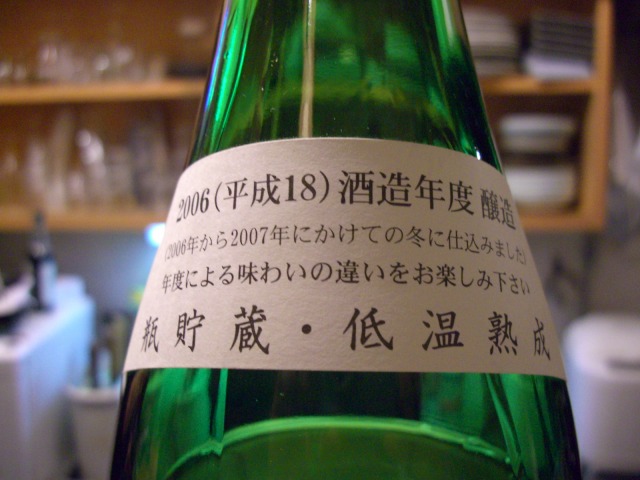 2006(平成18)酒造年度 醸造
(2006年から2007年にかけての冬に仕込みました)
年度による味わいの違いをお楽しみ下さい
瓶貯蔵・低温熟成